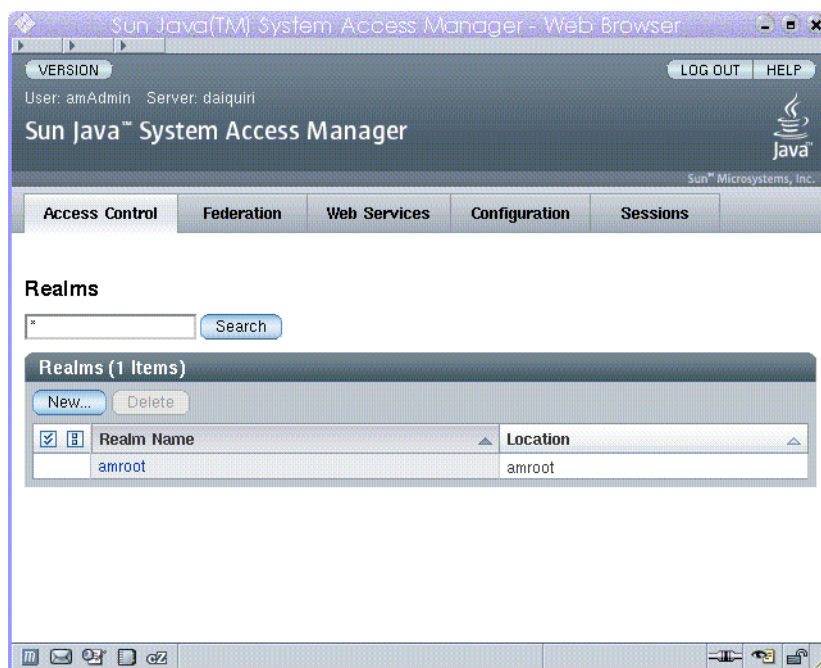 Sun Java(TM) System Access Manager - Web Browser
VERSION
LOG OUT HELP
User: amAdmin Server: daiquiri
Sun Java™ System Access Manager
Java™
Sun™ Microsystems, Inc.
Access Control Federation Web Services Configuration Sessions
Realms
*
Search
Realms (1 Items)
New... Delete
Realm Name Location
amroot amroot